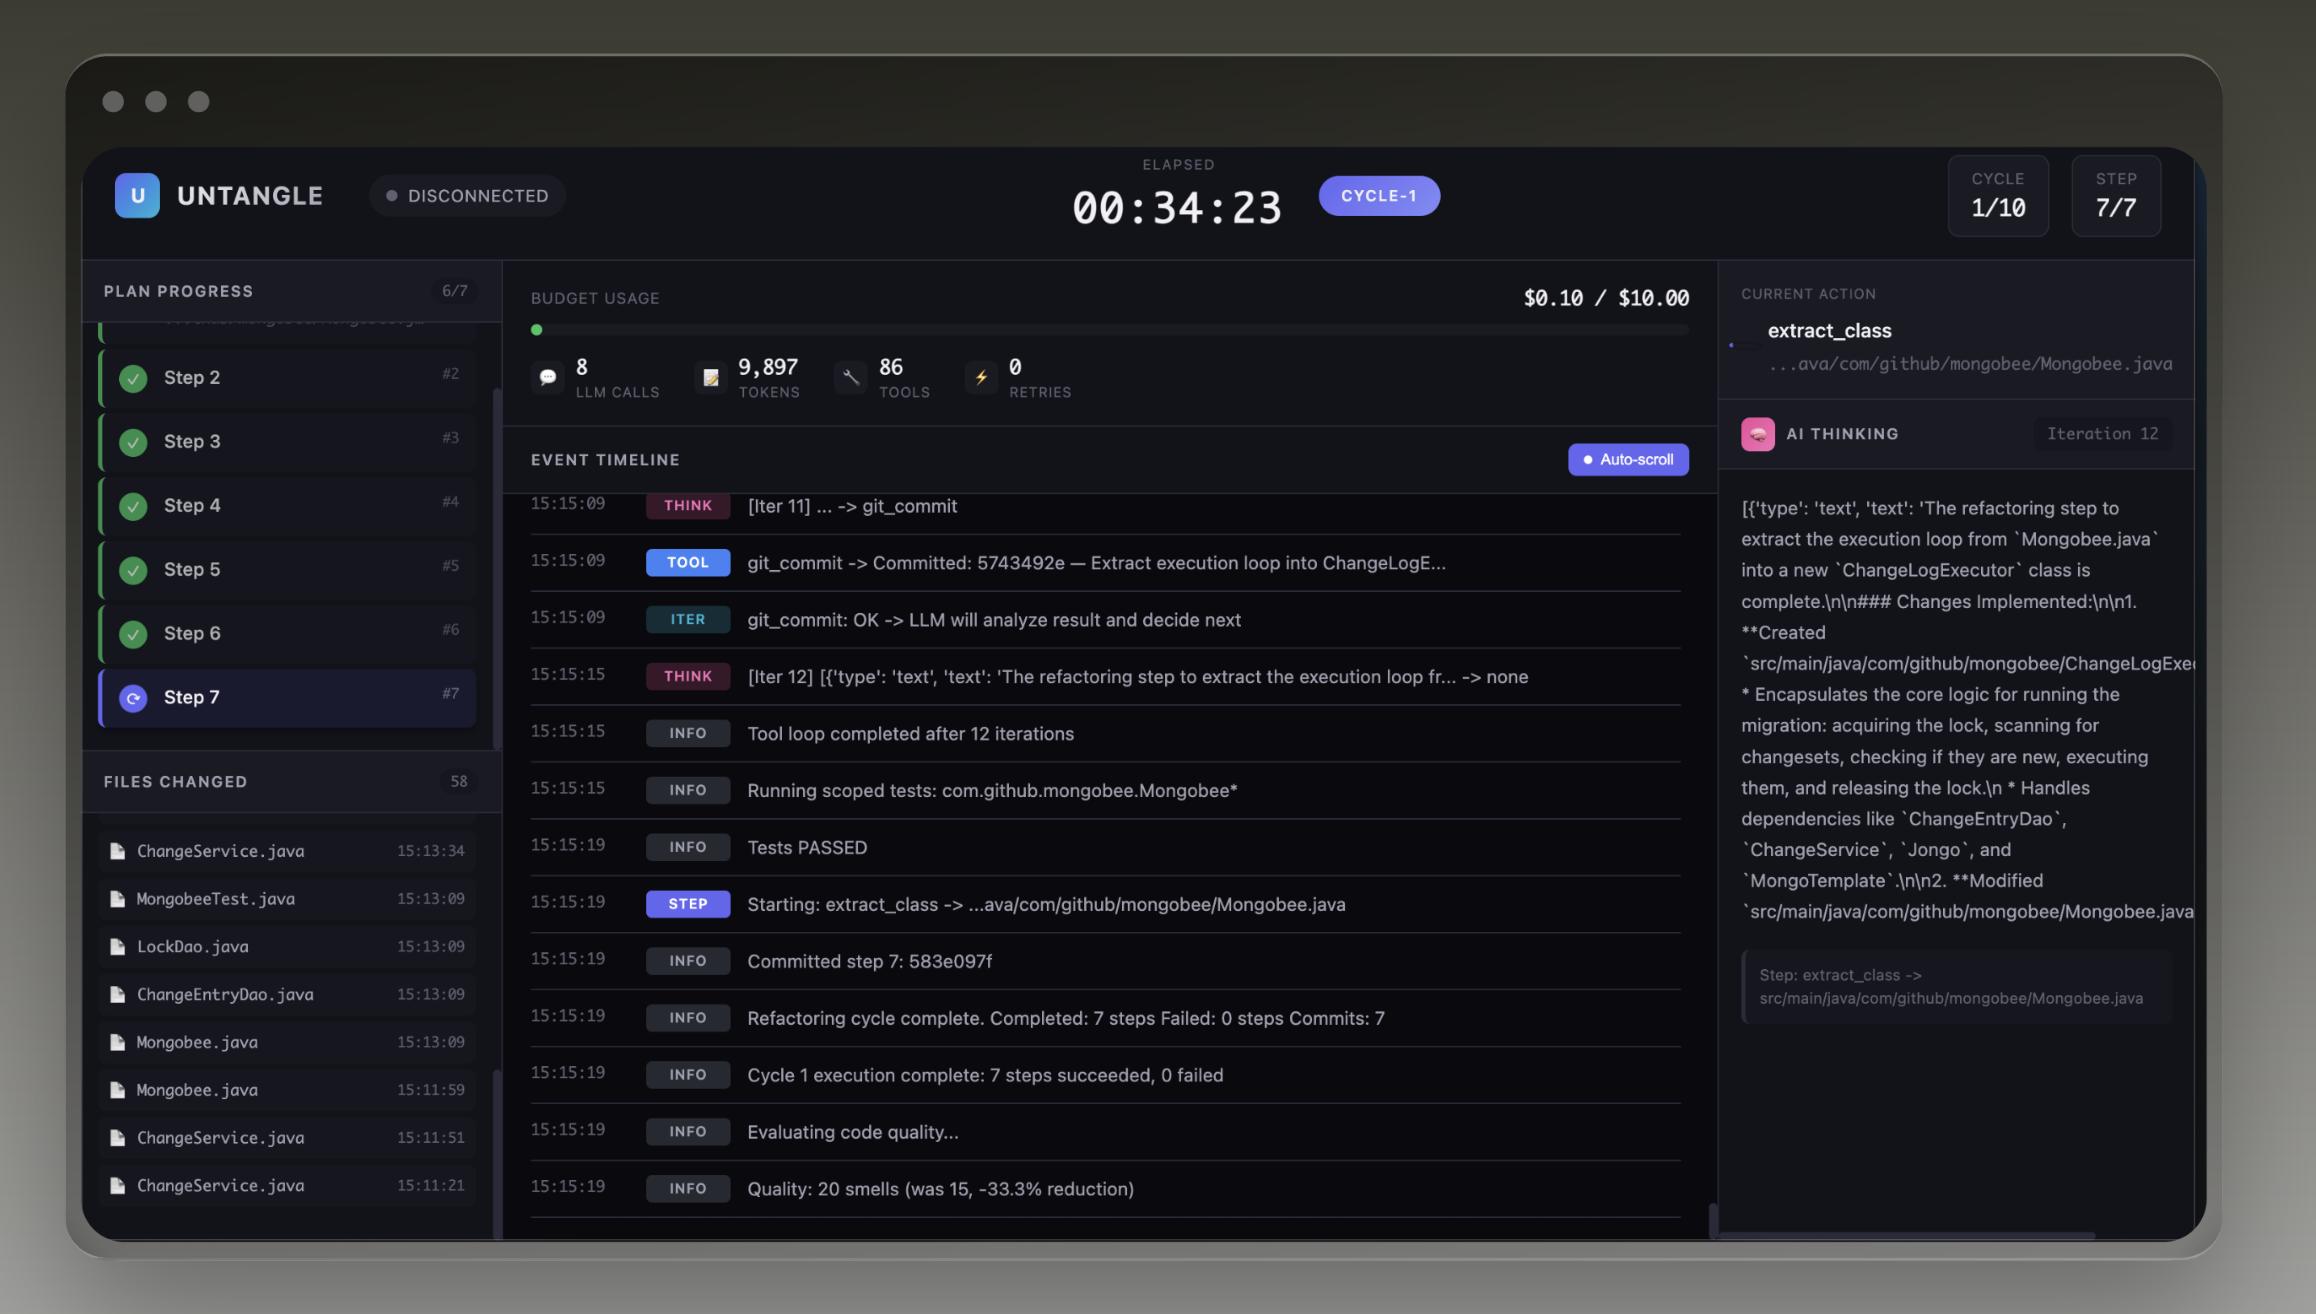 U UNTANGLE
DISCONNECTED
ELAPSED
00:34:23
CYCLE-1
CYCLE
1/10
STEP
7/7
PLAN PROGRESS 6/7
Step 2 #2
Step 3 #3
Step 4 #4
Step 5 #5
Step 6 #6
Step 7 #7
FILES CHANGED 58
ChangeService.java 15:13:34
MongobeeTest.java 15:13:09
LockDao.java 15:13:09
ChangeEntryDao.java 15:13:09
Mongobee.java 15:13:09
Mongobee.java 15:11:59
ChangeService.java 15:11:51
ChangeService.java 15:11:21
BUDGET USAGE $0.10 / $10.00
8
LLM CALLS
9,897
TOKENS
86
TOOLS
0
RETRIES
EVENT TIMELINE Auto-scroll
15:15:09 THINK [Iter 11] ... -> git_commit
15:15:09 TOOL git_commit -> Committed: 5743492e — Extract execution loop into ChangeLogE...
15:15:09 ITER git_commit: OK -> LLM will analyze result and decide next
15:15:15 THINK [Iter 12] [{'type': 'text', 'text': 'The refactoring step to extract the execution loop fr... -> none
15:15:15 INFO Tool loop completed after 12 iterations
15:15:15 INFO Running scoped tests: com.github.mongobee.Mongobee*
15:15:19 INFO Tests PASSED
15:15:19 STEP Starting: extract_class -> ...ava/com/github/mongobee/Mongobee.java
15:15:19 INFO Committed step 7: 583e097f
15:15:19 INFO Refactoring cycle complete. Completed: 7 steps Failed: 0 steps Commits: 7
15:15:19 INFO Cycle 1 execution complete: 7 steps succeeded, 0 failed
15:15:19 INFO Evaluating code quality...
15:15:19 INFO Quality: 20 smells (was 15, -33.3% reduction)
CURRENT ACTION
extract_class
...ava/com/github/mongobee/Mongobee.java
AI THINKING Iteration 12
[{'type': 'text', 'text': 'The refactoring step to
extract the execution loop from `Mongobee.java`
into a new `ChangeLogExecutor` class is
complete.\n\n### Changes Implemented:\n\n1.
**Created
`src/main/java/com/github/mongobee/ChangeLogExec
* Encapsulates the core logic for running the
migration: acquiring the lock, scanning for
changesets, checking if they are new, executing
them, and releasing the lock.\n * Handles
dependencies like `ChangeEntryDao`,
`ChangeService`, `Jongo`, and
`MongoTemplate`.\n\n2. **Modified
`src/main/java/com/github/mongobee/Mongobee.java
Step: extract_class ->
src/main/java/com/github/mongobee/Mongobee.java